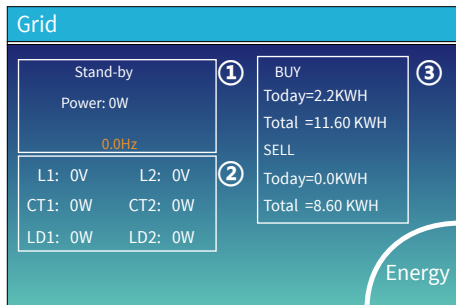 Grid
Stand-by
Power: 0W
0.0Hz
①
L1: 0V L2: 0V
CT1: 0W CT2: 0W
LD1: 0W LD2: 0W
②
BUY
Today=2.2KWH
Total =11.60 KWH
SELL
Today=0.0KWH
Total =8.60 KWH
③
Energy